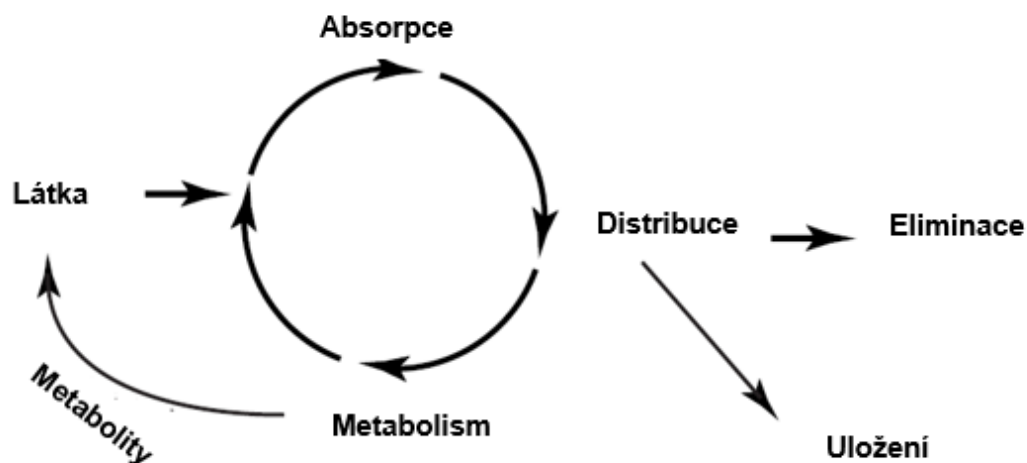 Absorpce
Látka
Distribuce
Eliminace
Metabolity
Metabolism
Uložení